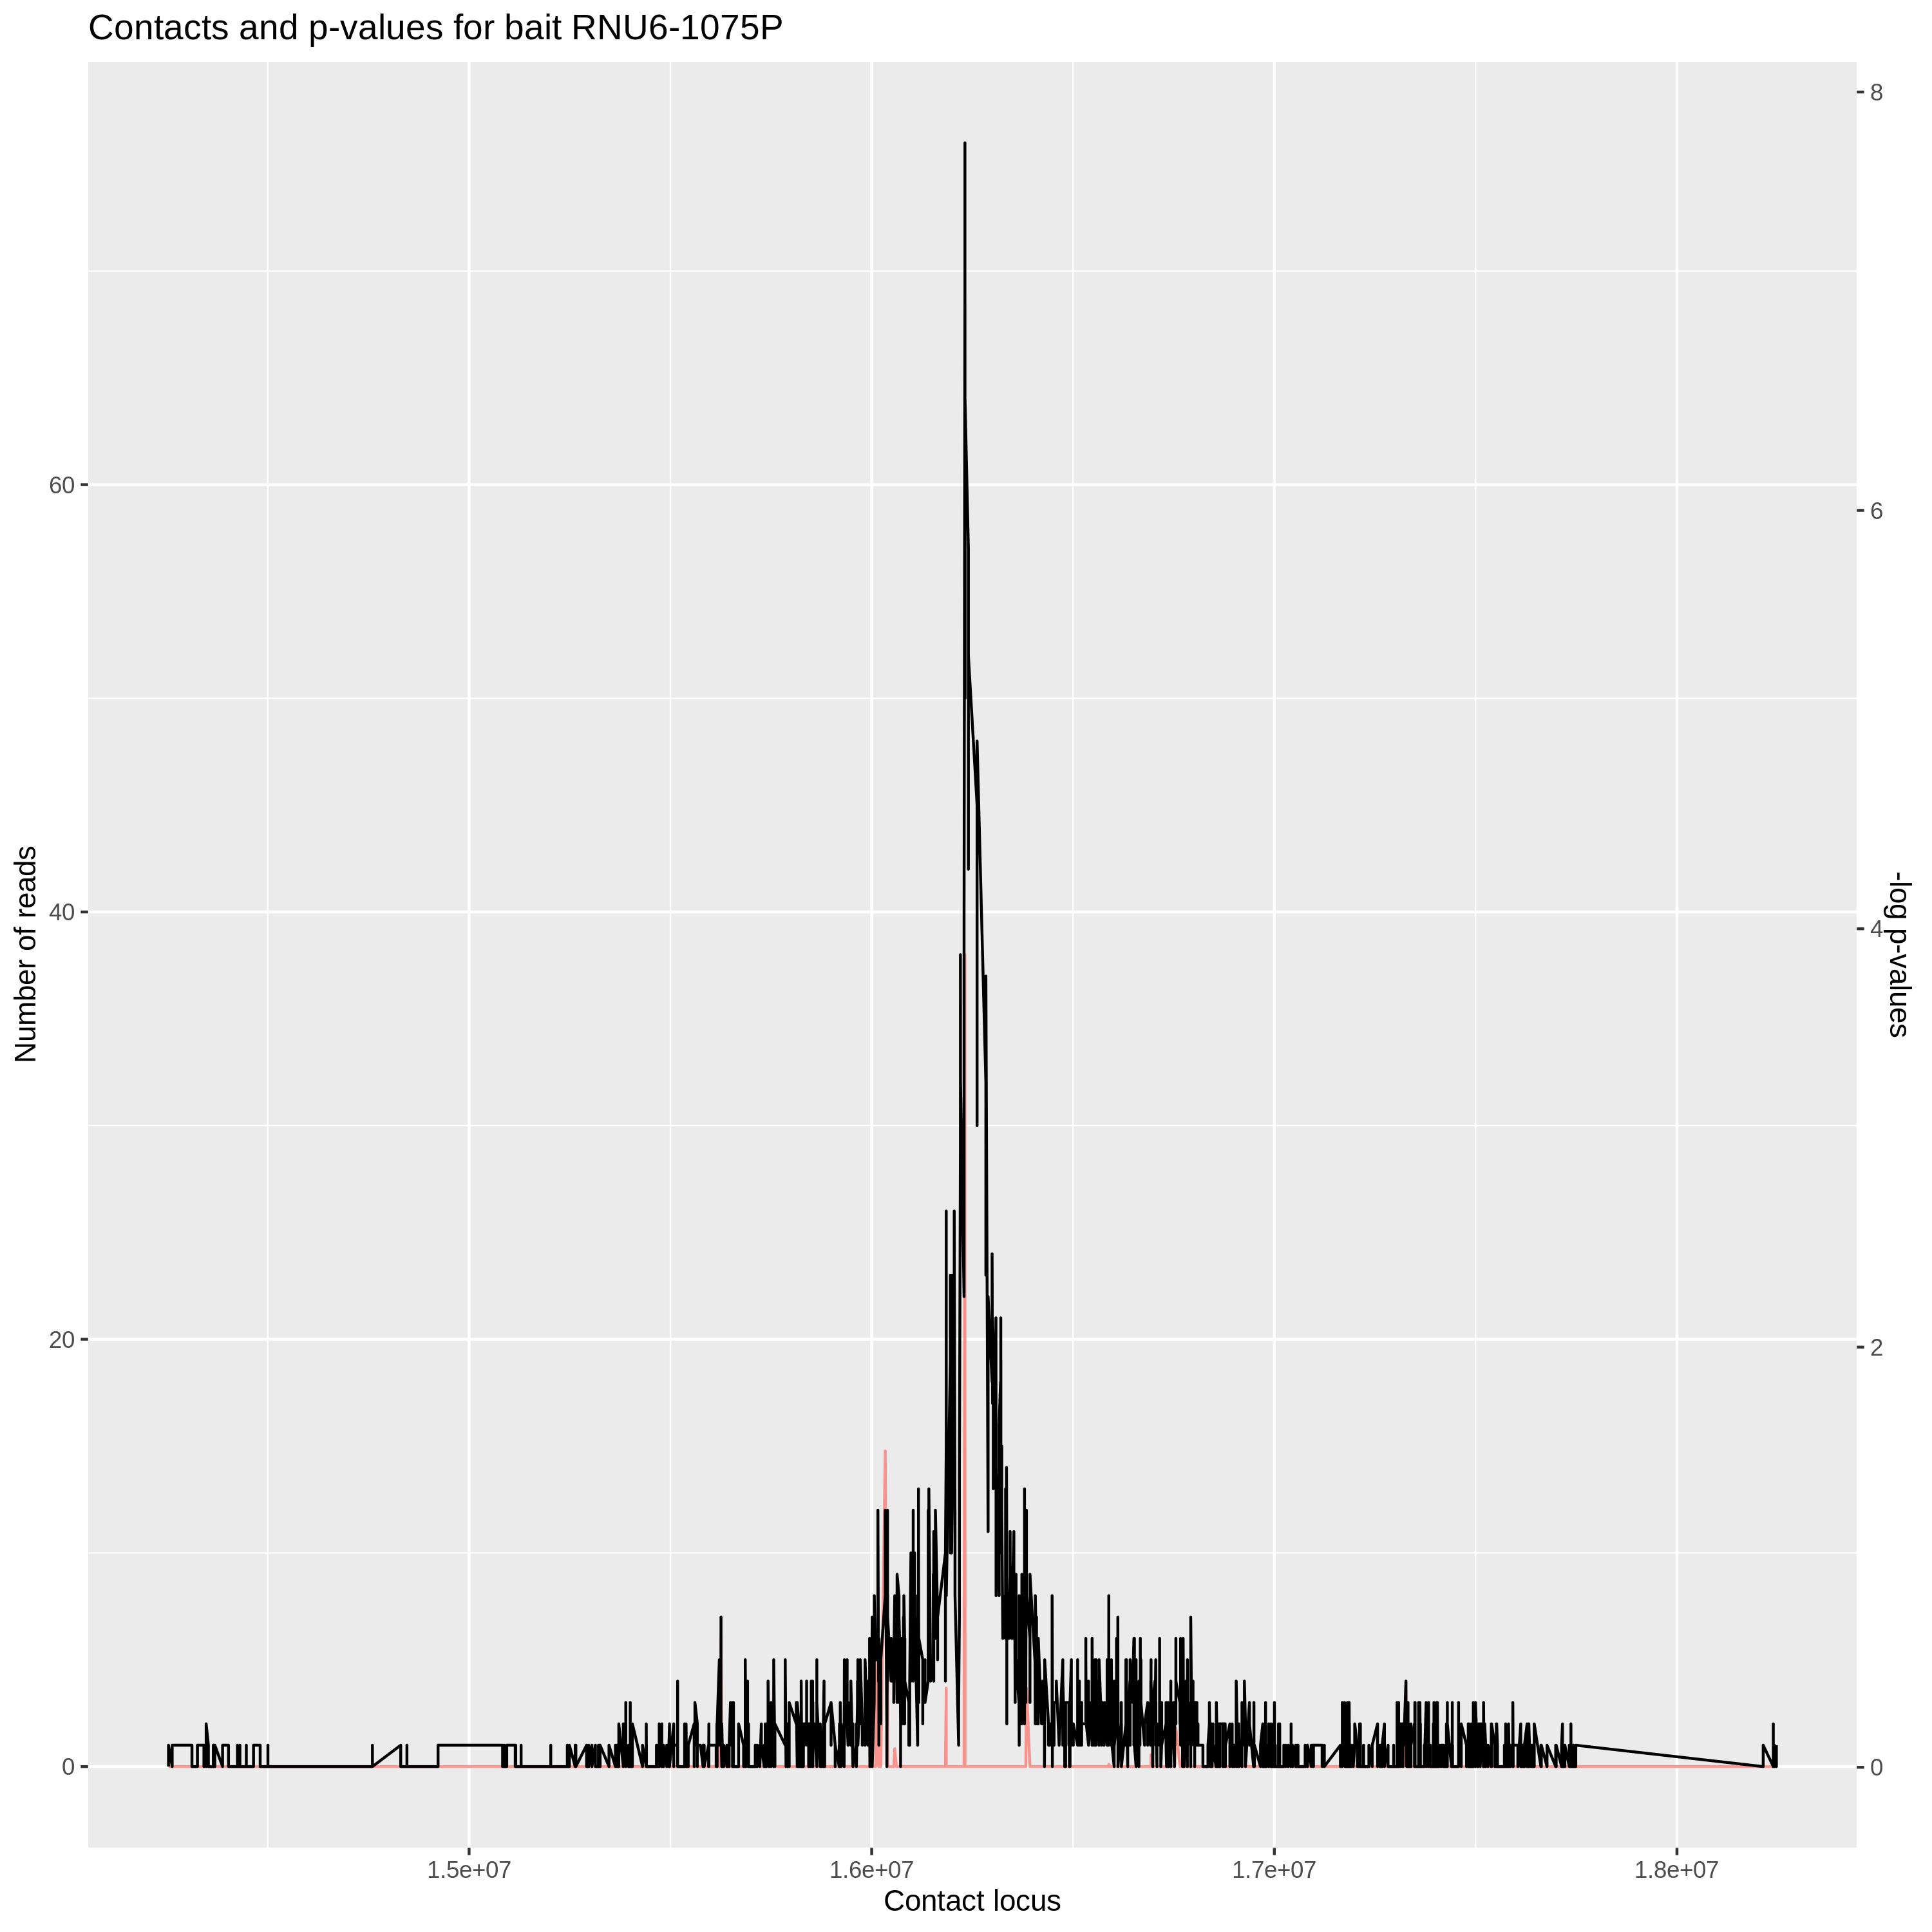 Contacts and p-values for bait RNU6-1075P
Number of reads
60
40
20
0
8
6
4
2
0
-log p-values
1.5e+07
1.6e+07
1.7e+07
1.8e+07
Contact locus